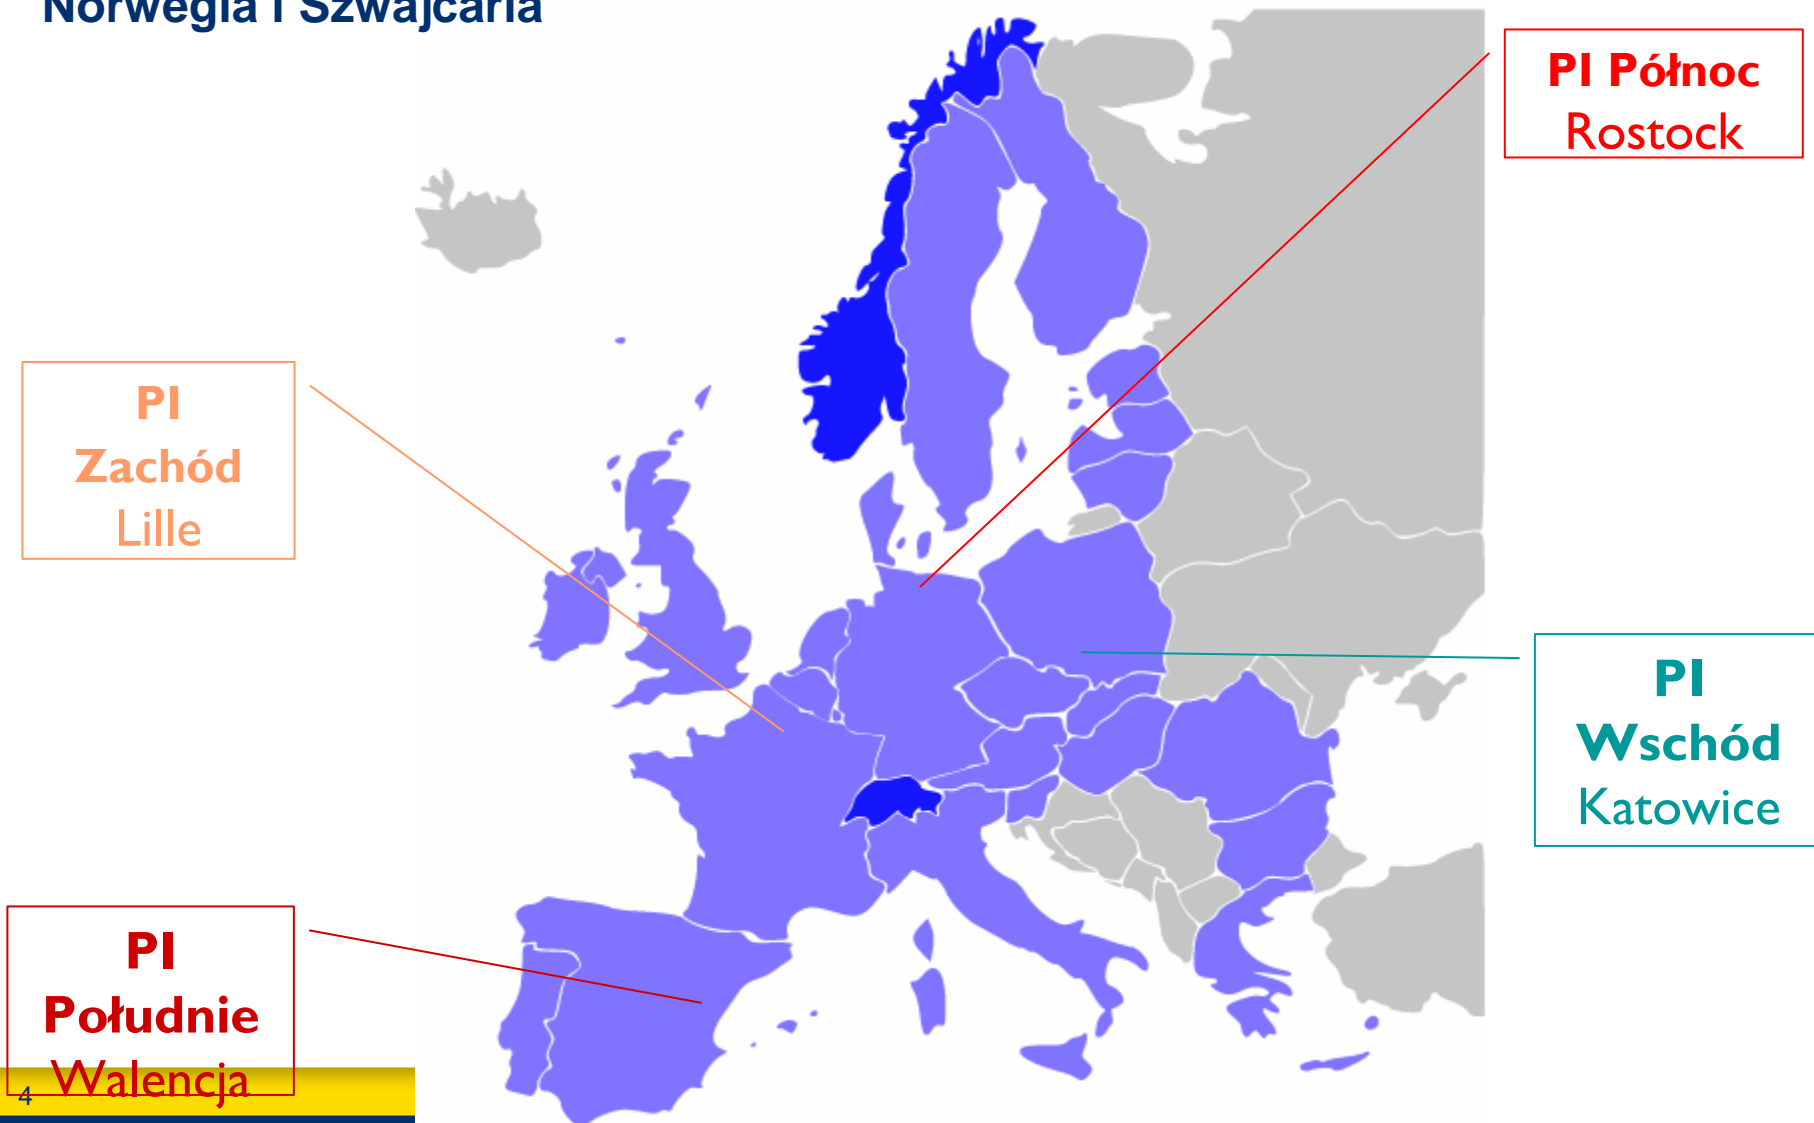 Norwegia i Szwajcaria
PI Północ
Rostock
PI
Zachód
Lille
PI
Wschód
Katowice
PI
Południe
Walencja
4